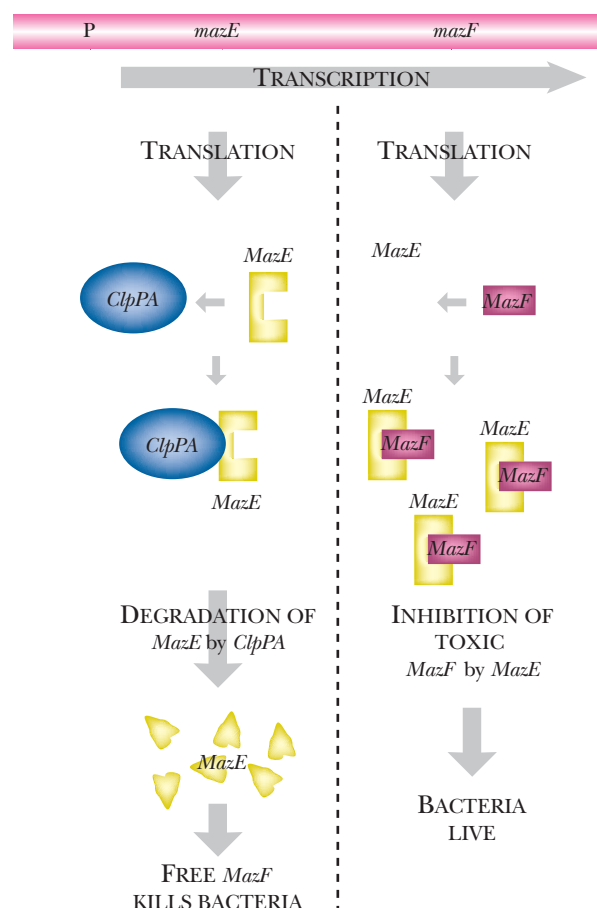 P mazE mazF
TRANSCRIPTION
TRANSLATION
MazE
ClpPA
ClpPA
MazE
DEGRADATION OF
MazE by ClpPA
MazE
FREE MazF
KILLS BACTERIA
TRANSLATION
MazE
MazF
MazE
MazF
MazE
MazF
MazE
MazF
INHIBITION OF
TOXIC
MazF by MazE
BACTERIA
LIVE